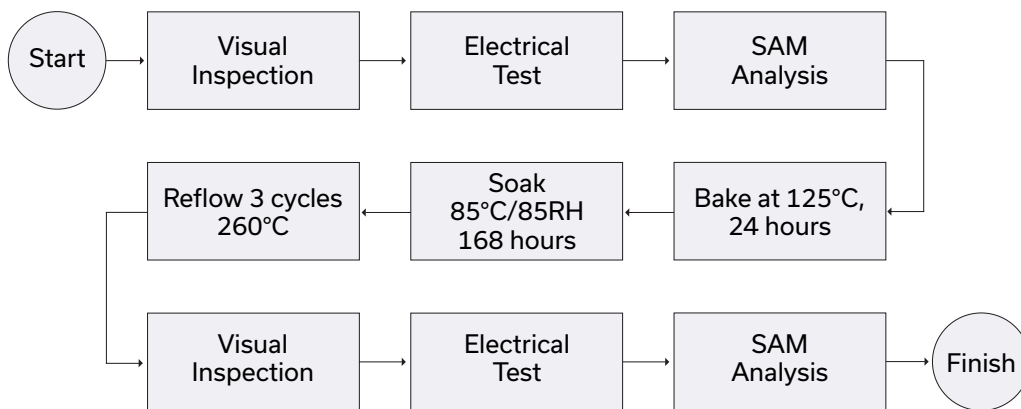 Start
Visual
Inspection
Electrical
Test
SAM
Analysis
Bake at 125°C,
24 hours
Soak
85°C/85RH
168 hours
Reflow 3 cycles
260°C
Visual
Inspection
Electrical
Test
SAM
Analysis
Finish